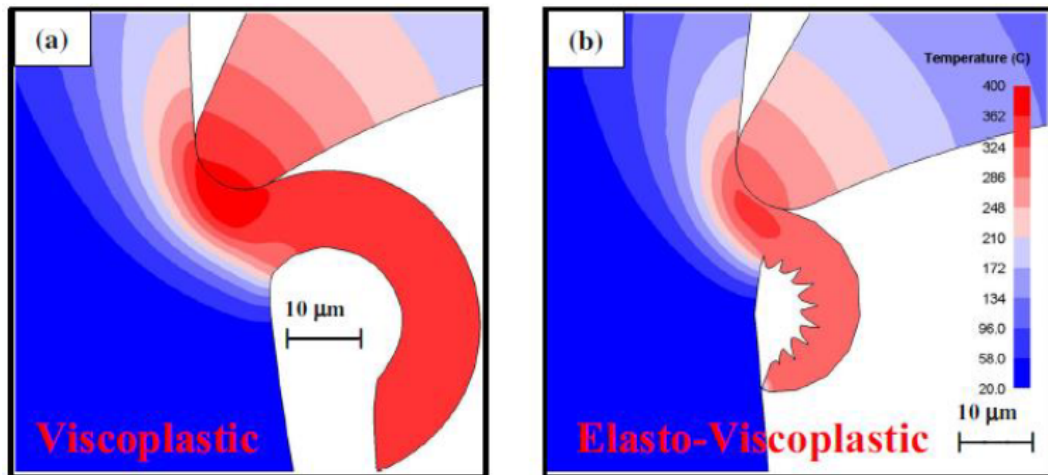 (a)
10 μm
Viscoplastic
(b)
Temperature (C)
400
362
324
286
248
210
172
134
96.0
58.0
20.0
10 μm
Elasto-Viscoplastic